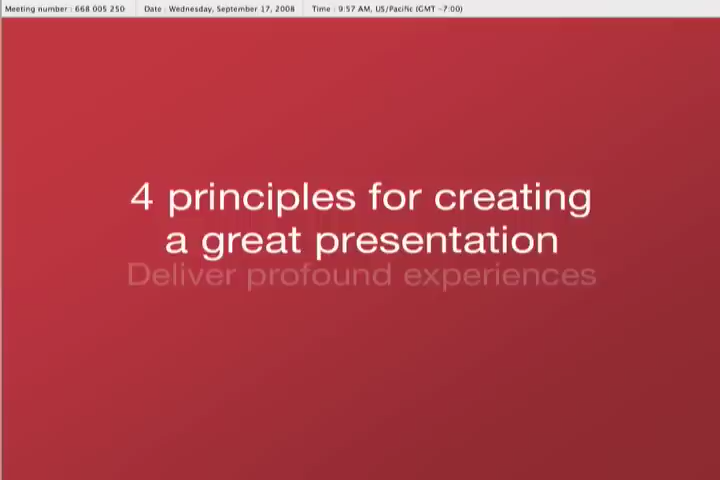 Meeting number : 668 005 250 Date : Wednesday, September 17, 2008 Time : 9:57 AM, US/Pacific (GMT -7:00)
4 principles for creating
a great presentation
Deliver profound experiences